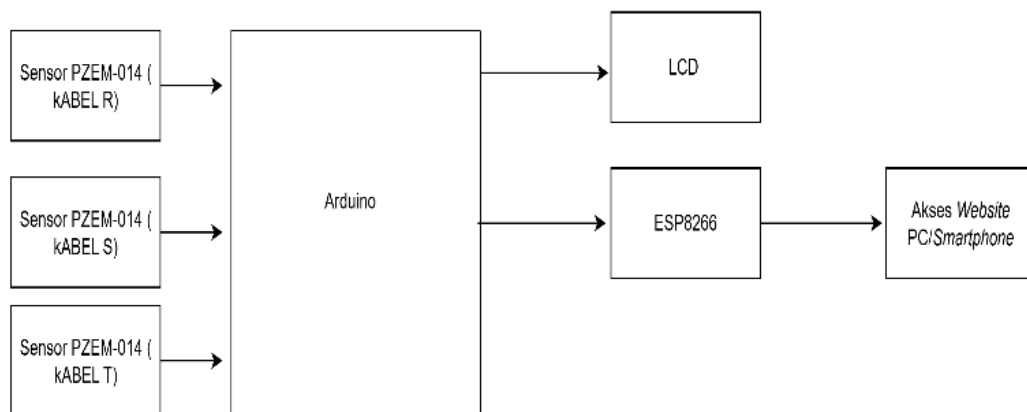 Sensor PZEM-014 (
kABEL R)
Sensor PZEM-014 (
kABEL S)
Sensor PZEM-014 (
kABEL T)
Arduino
LCD
ESP8266
Akses Website
PC/Smartphone